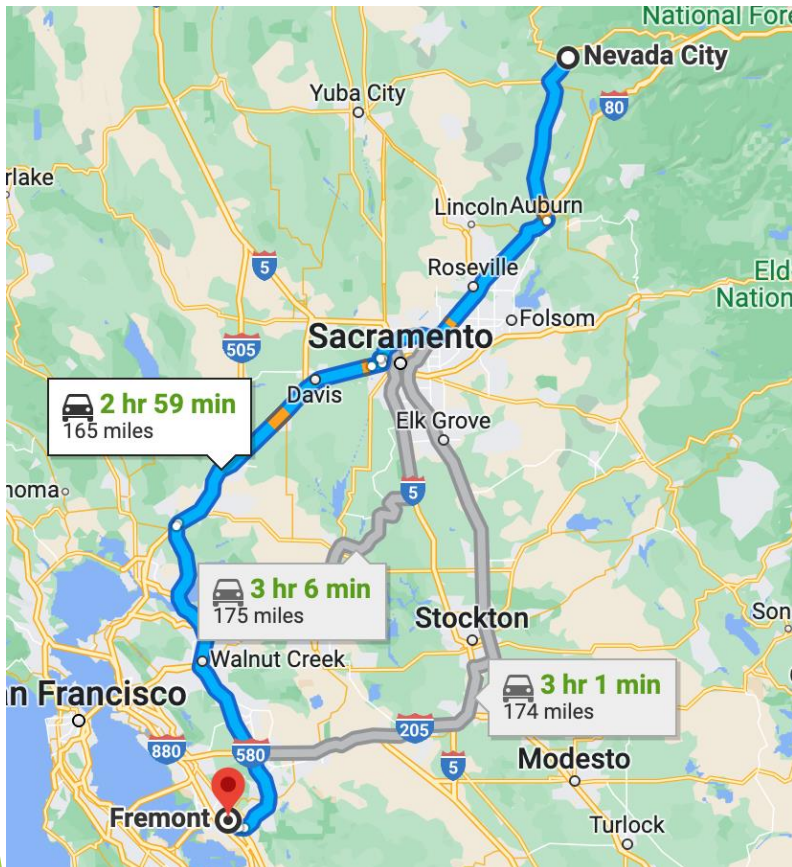 National Fore
Nevada City
Yuba City
80
rlake
Lincoln
Auburn
5
Roseville
Eld
Nation
Folsom
Sacramento
505
Davis
2 hr 59 min
165 miles
Elk Grove
noma
5
3 hr 6 min
175 miles
Stockton
Son
Walnut Creek
3 hr 1 min
174 miles
an Francisco
205
880
580
5
Modesto
Fremont
Turlock